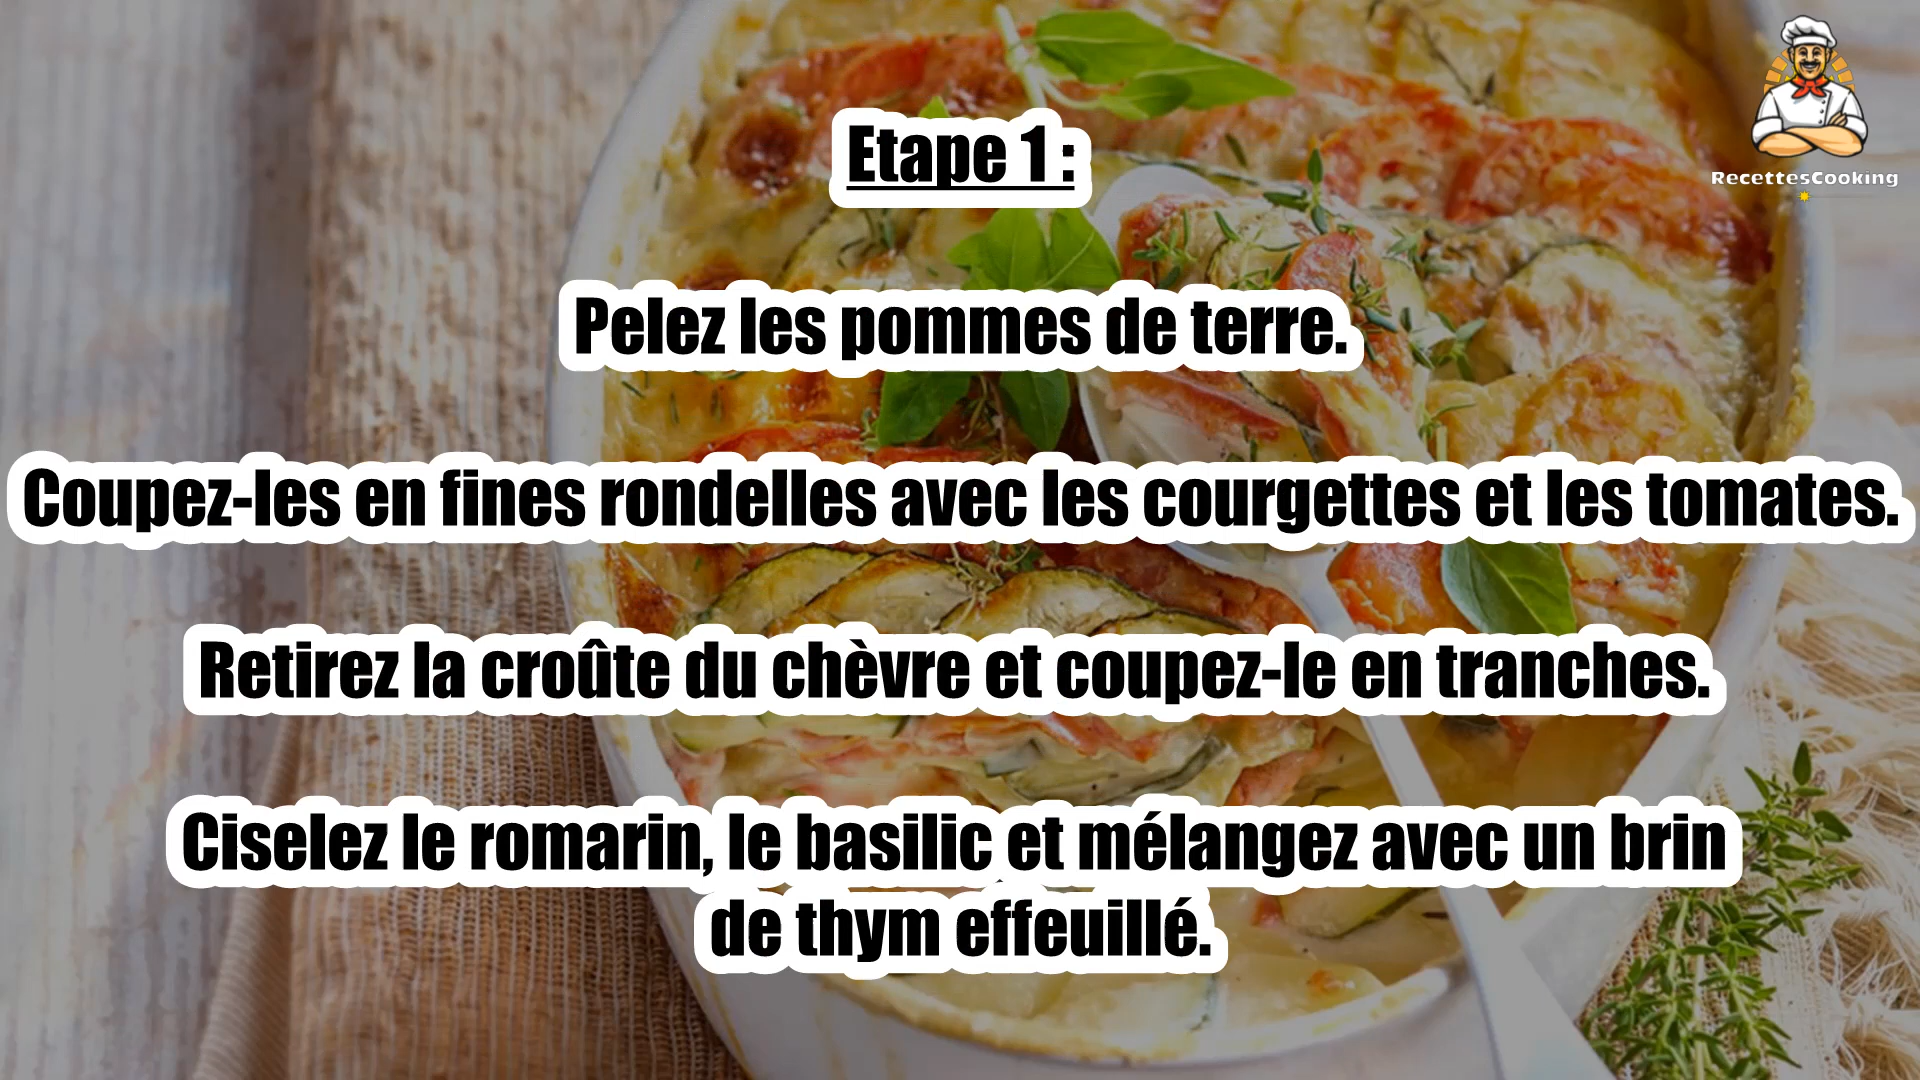 RecettesCooking
Etape 1 :
Pelez les pommes de terre.
Coupez-les en fines rondelles avec les courgettes et les tomates.
Retirez la croûte du chèvre et coupez-le en tranches.
Ciselez le romarin, le basilic et mélangez avec un brin
de thym effeuillé.